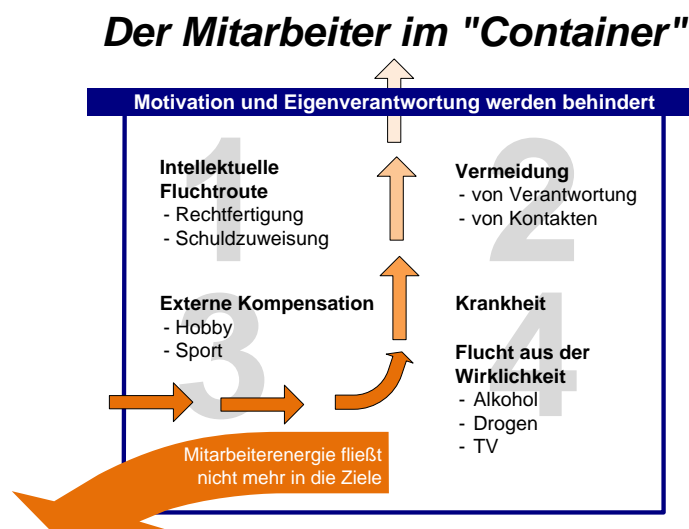 Der Mitarbeiter im "Container"
Motivation und Eigenverantwortung werden behindert
1
Intellektuelle
Fluchtroute
- Rechtfertigung
- Schuldzuweisung
2
Vermeidung
- von Verantwortung
- von Kontakten
3
Externe Kompensation
- Hobby
- Sport
4
Krankheit
Flucht aus der
Wirklichkeit
- Alkohol
- Drogen
- TV
Mitarbeiterenergie fließt
nicht mehr in die Ziele